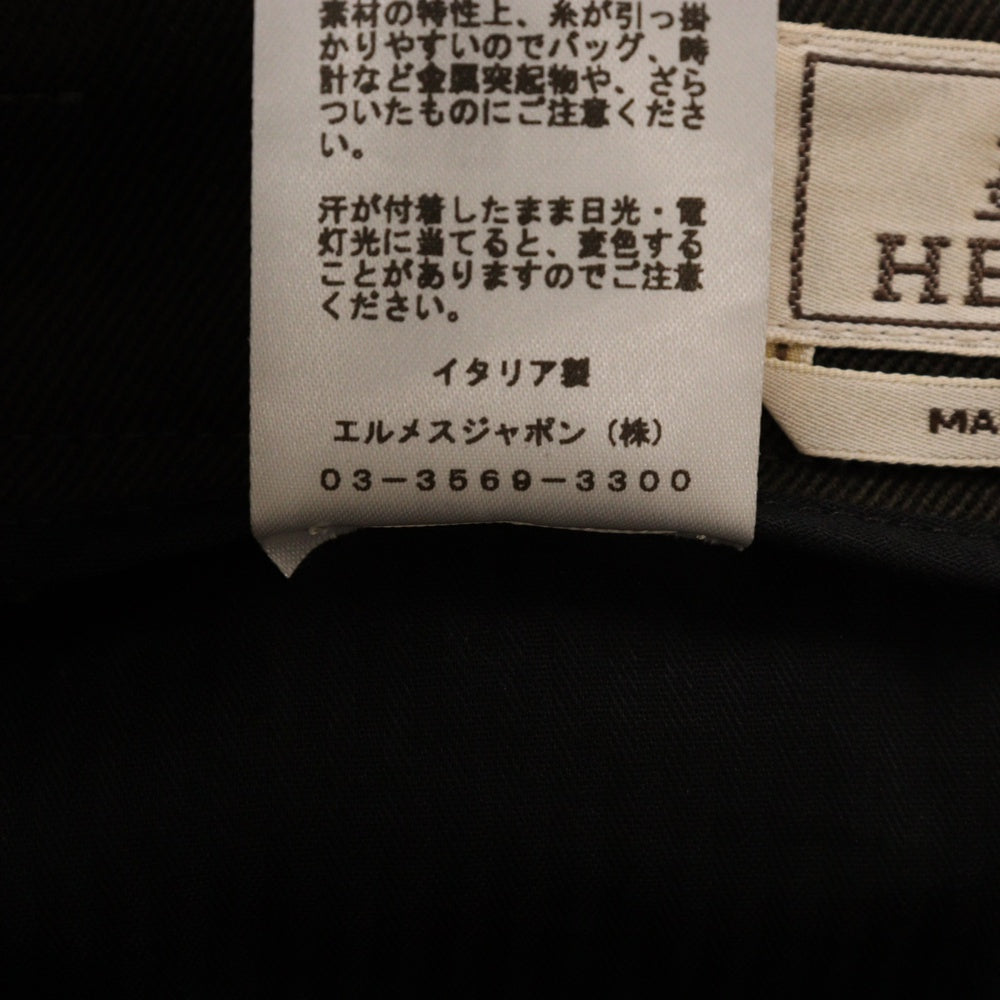 素材の特性上、糸が引っ掛
かりやすいのでバッグ、時
計など金属突起物や、ざら
ついたものにご注意くださ
い。
汗が付着したまま日光・電
灯光に当てると、変色する
ことがありますのでご注意
ください。
イタリア製
エルメスジャポン（株）
03-3569-3300
HE
MA